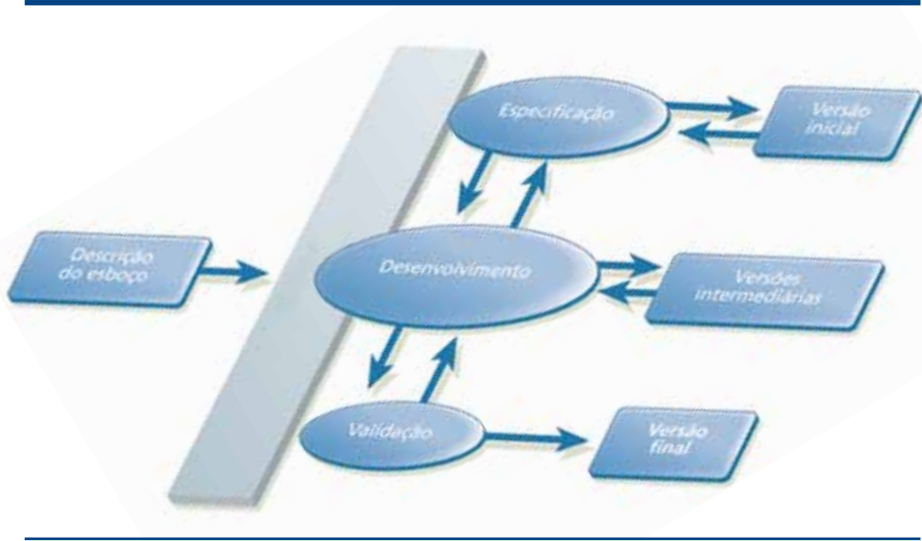 Especificação
Versão
inicial
Descrição
do esboço
Desenvolvimento
Versões
intermediárias
Validação
Versão
final